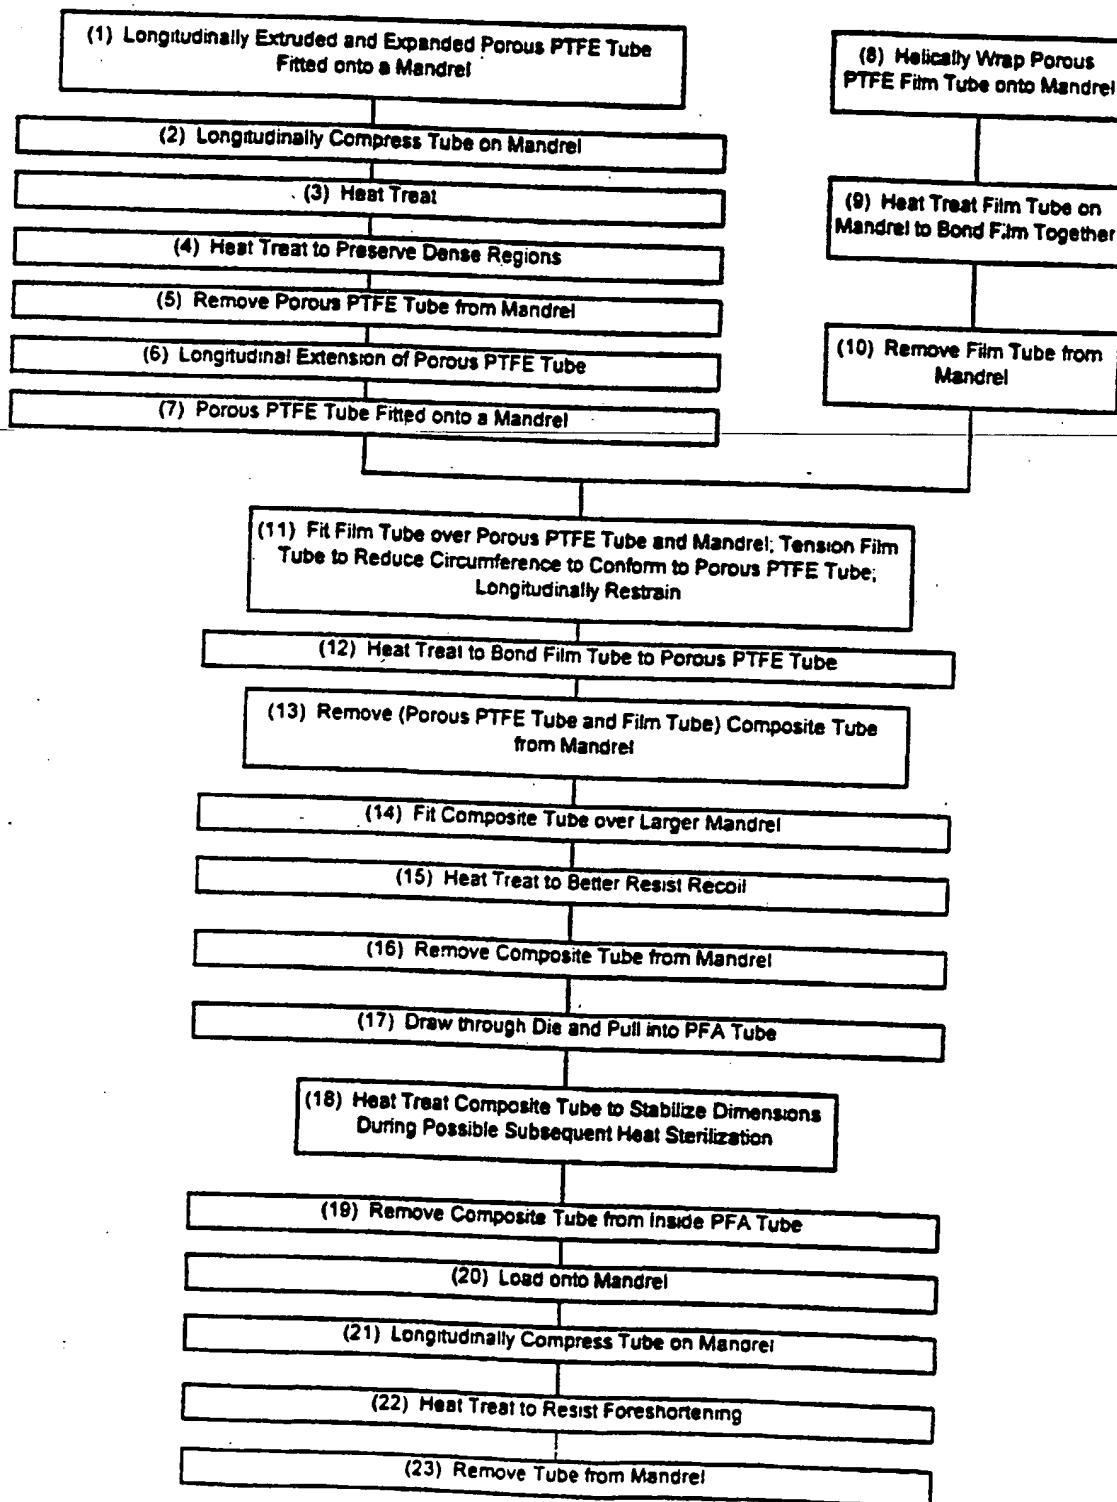 (1) Longitudinally Extruded and Expanded Porous PTFE Tube
Fitted onto a Mandrel
(2) Longitudinally Compress Tube on Mandrel
(3) Heat Treat
(4) Heat Treat to Preserve Dense Regions
(5) Remove Porous PTFE Tube from Mandrel
(6) Longitudinal Extension of Porous PTFE Tube
(7) Porous PTFE Tube Fitted onto a Mandrel
(8) Helically Wrap Porous
PTFE Film Tube onto Mandrel
(9) Heat Treat Film Tube on
Mandrel to Bond Film Together
(10) Remove Film Tube from
Mandrel
(11) Fit Film Tube over Porous PTFE Tube and Mandrel; Tension Film
Tube to Reduce Circumference to Conform to Porous PTFE Tube;
Longitudinally Restrain
(12) Heat Treat to Bond Film Tube to Porous PTFE Tube
(13) Remove (Porous PTFE Tube and Film Tube) Composite Tube
from Mandrel
(14) Fit Composite Tube over Larger Mandrel
(15) Heat Treat to Better Resist Recoil
(16) Remove Composite Tube from Mandrel
(17) Draw through Die and Pull into PFA Tube
(18) Heat Treat Composite Tube to Stabilize Dimensions
During Possible Subsequent Heat Sterilization
(19) Remove Composite Tube from Inside PFA Tube
(20) Load onto Mandrel
(21) Longitudinally Compress Tube on Mandrel
(22) Heat Treat to Resist Foreshortening
(23) Remove Tube from Mandrel